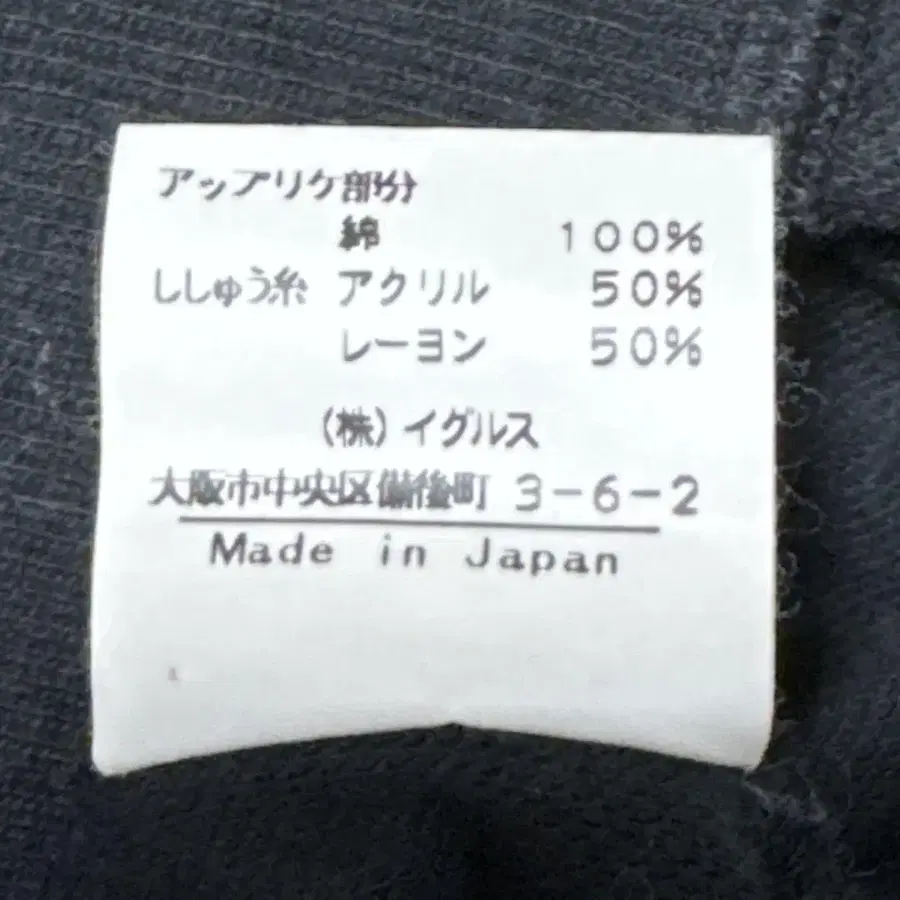 アップリケ部分
綿 100%
ししゅう糸 アクリル 50%
レーヨン 50%
(株)イグルス
大阪市中央区備後町 3-6-2
Made in Japan